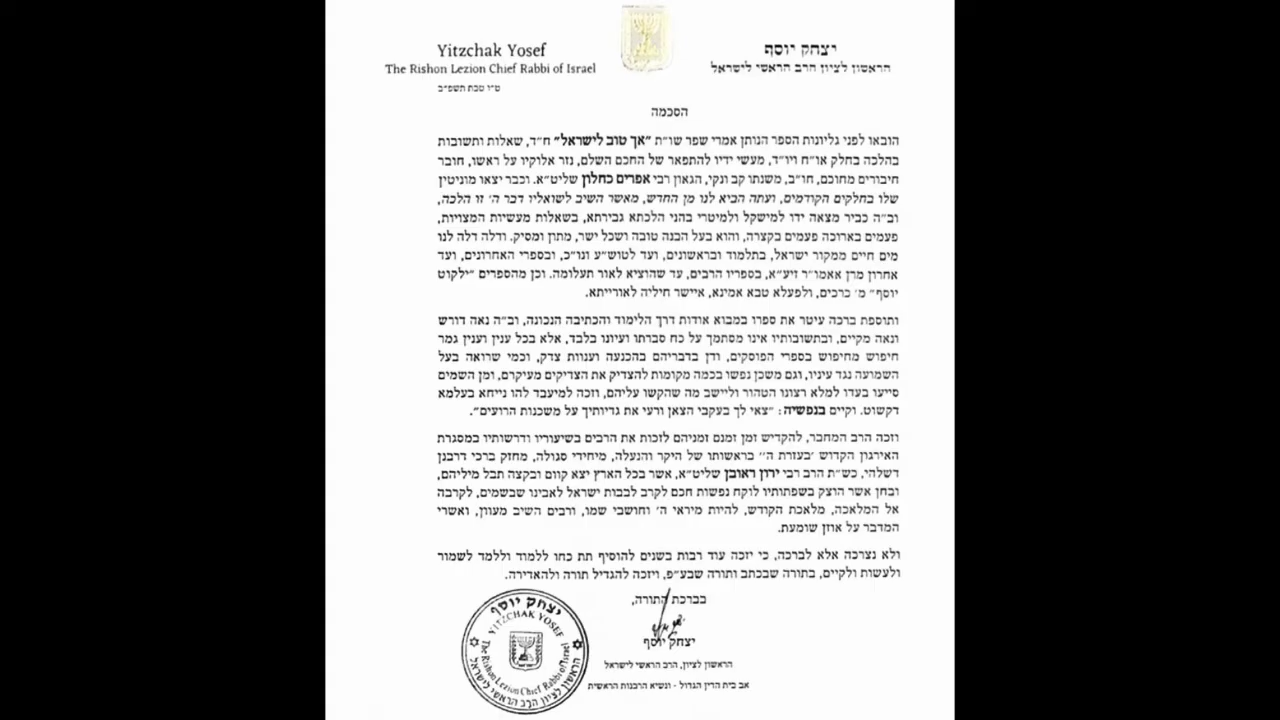 Yitzchak Yosef
The Rishon Lezion Chief Rabbi of Israel
יצחק יוסף
הראשון לציון הרב הראשי לישראל
ט"ו טבת תשפ"ב
הסכמה
הובאו לפני גליונות הספר הנותן אמרי שפר שו"ת "אך טוב לישראל" ח"ד, שאלות ותשובות
בהלכה בחלק או"ח ויו"ד, מעשי ידיו להתפאר של החכם השלם, נזר אלוקיו על ראשו, חובר
חיבורים מחוכם, חו"ב, משנתו קב ונקי, הגאון רבי אפרים כחלון שליט"א. וכבר יצאו מוניטין
שלו בחלקים הקודמים, ועתה הביא לנו מן החדש, מאשר השיב לשואליו דבר ה' זו הלכה,
וב"ה כביר מצאה ידו למישקל ולמיטרי בהני הלכתא גבירתא, בשאלות מעשיות המצויות,
פעמים בארוכה פעמים בקצרה, והוא בעל הבנה טובה ושכל ישר, מתון ומסיק. ודלה דלה לנו
מים חיים ממקור ישראל, בתלמוד ובראשונים, ועד לטוש"ע ונו"כ, ובספרי האחרונים, ועד
אחרון מרן אאמו"ר זיע"א, בספריו הרבים, עד שהוציא לאור תעלומה. וכן מהספרים "ילקוט
יוסף" מ' כרכים, ולפעלא טבא אמינא, איישר חיליה לאורייתא.
ותוספת ברכה עיטר את ספרו במבוא אודות דרך הלימוד והכתיבה הנכונה, וב"ה נאה דורש
ונאה מקיים, ובתשובותיו אינו מסתמך על כח סברתו ועיונו בלבד, אלא בכל ענין וענין גמר
חיפוש מחיפוש בספרי הפוסקים, ודן בדבריהם בהכנעה וענוות צדק, וכמי שרואה בעל
השמועה נגד עיניו, וגם משכן נפשו בכמה מקומות להצדיק את הצדיקים מעיקרם, ומן השמים
סייעו בעדו למלא רצונו הטהור וליישב מה שהקשו עליהם, וזכה למיעבד להו נייחא בעלמא
דקשוט. וקיים בנפשיה: "צאי לך בעקבי הצאן ורעי את גדיותיך על משכנות הרועים".
וזכה הרב המחבר, להקדיש זמן זמנם זמניהם לזכות את הרבים בשיעוריו ודרשותיו במסגרת
האירגון הקדוש 'בעזרת ה'' בראשותו של היקר והנעלה, מיחידי סגולה, מחזק ברכי דרבנן
דשלהי, כש"ת הרב רבי ירון ראובן שליט"א, אשר בכל הארץ יצא קוום ובקצה תבל מיליהם,
ובחן אשר הוצק בשפתותיו לוקח נפשות חכם לקרב לבבות ישראל לאבינו שבשמים, לקרבה
אל המלאכה, מלאכת הקודש, להיות מיראי ה' וחושבי שמו, ורבים השיב מעוון, ואשרי
המדבר על אוזן שומעת.
ולא נצרכה אלא לברכה, כי יזכה עוד רבות בשנים להוסיף תת כחו ללמוד וללמד לשמור
ולעשות ולקיים, בתורה שבכתב ותורה שבע"פ, ויזכה להגדיל תורה ולהאדירה.
בברכת התורה,
יצחק יוסף
הראשון לציון, הרב הראשי לישראל
אב בית הדין הגדול - ונשיא הרבנות הראשית
יצחק יוסף
YITZCHAK YOSEF
The Rishon Lezion Chief Rabbi of Israel
הראשון לציון הרב הראשי לישראל